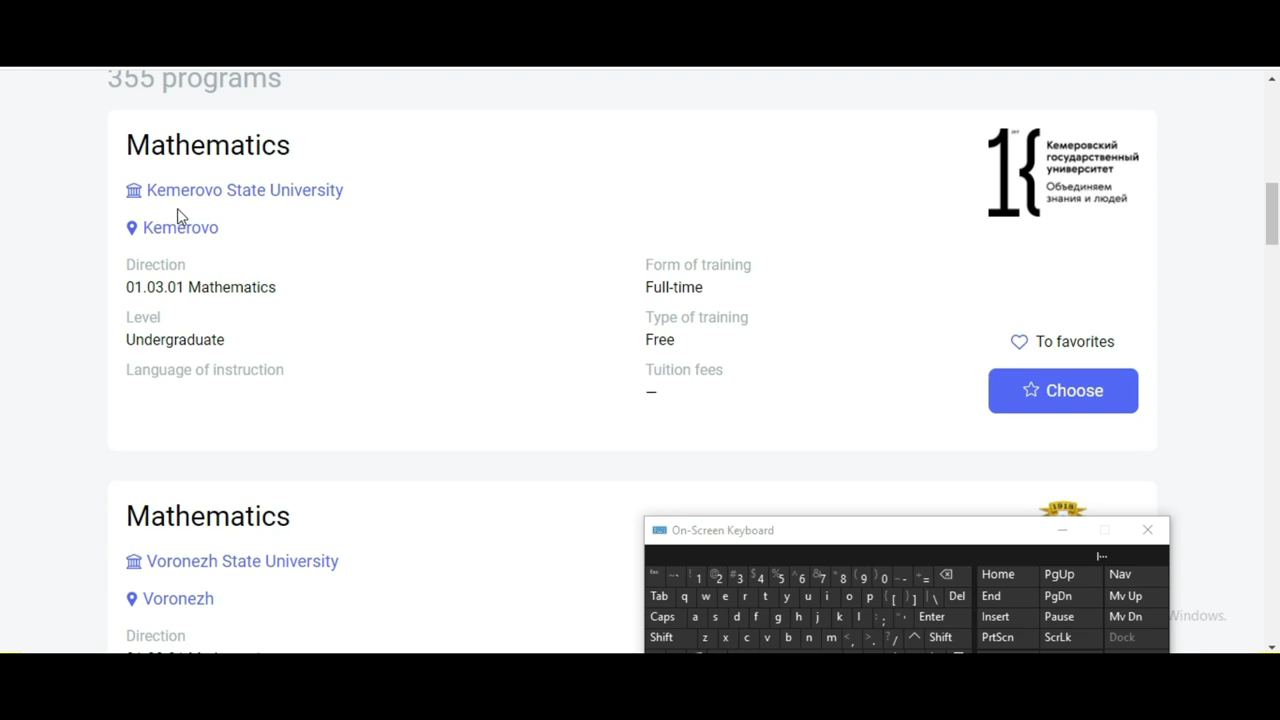 355 programs
Mathematics
Kemerovo State University
Kemerovo
Кемеровский
государственный
университет
Объединяем
знания и людей
Direction
01.03.01 Mathematics
Form of training
Full-time
Level
Undergraduate
Type of training
Free
Language of instruction
Tuition fees
—
To favorites
Choose
Mathematics
1918
Voronezh State University
Voronezh
Direction
On-Screen Keyboard
Home PgUp Nav
Tab q w e r t y u i o p [ ] \ Del End PgDn Mv Up
Caps a s d f g h j k l ; ' Enter Insert Pause Mv Dn
Shift z x c v b n m , . / Shift PrtScn ScrLk Dock
Windows.